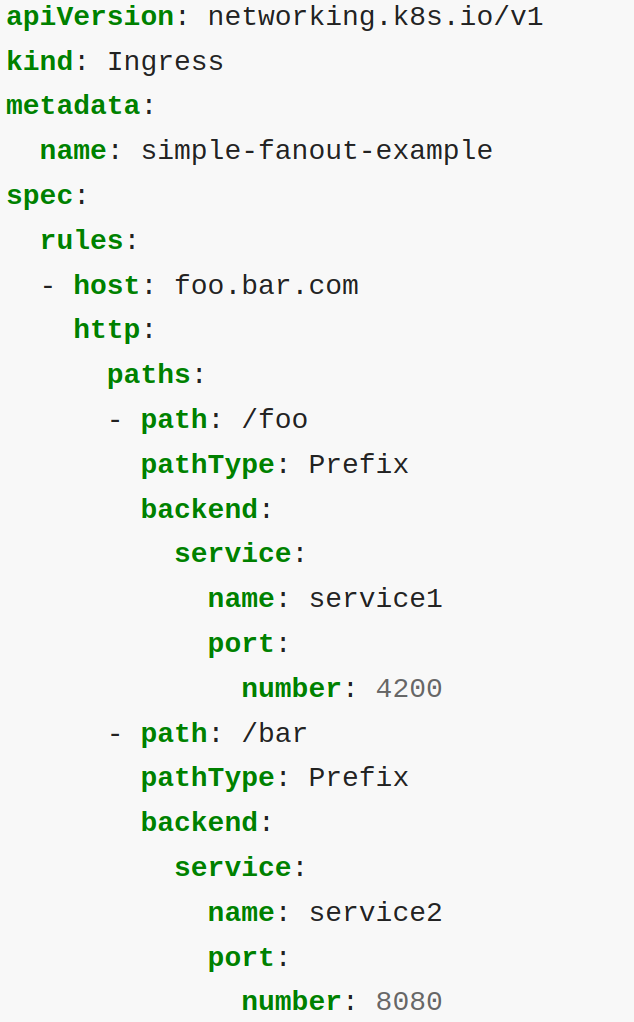 apiVersion: networking.k8s.io/v1
kind: Ingress
metadata:
  name: simple-fanout-example
spec:
  rules:
  - host: foo.bar.com
    http:
      paths:
      - path: /foo
        pathType: Prefix
        backend:
          service:
            name: service1
            port:
              number: 4200
      - path: /bar
        pathType: Prefix
        backend:
          service:
            name: service2
            port:
              number: 8080